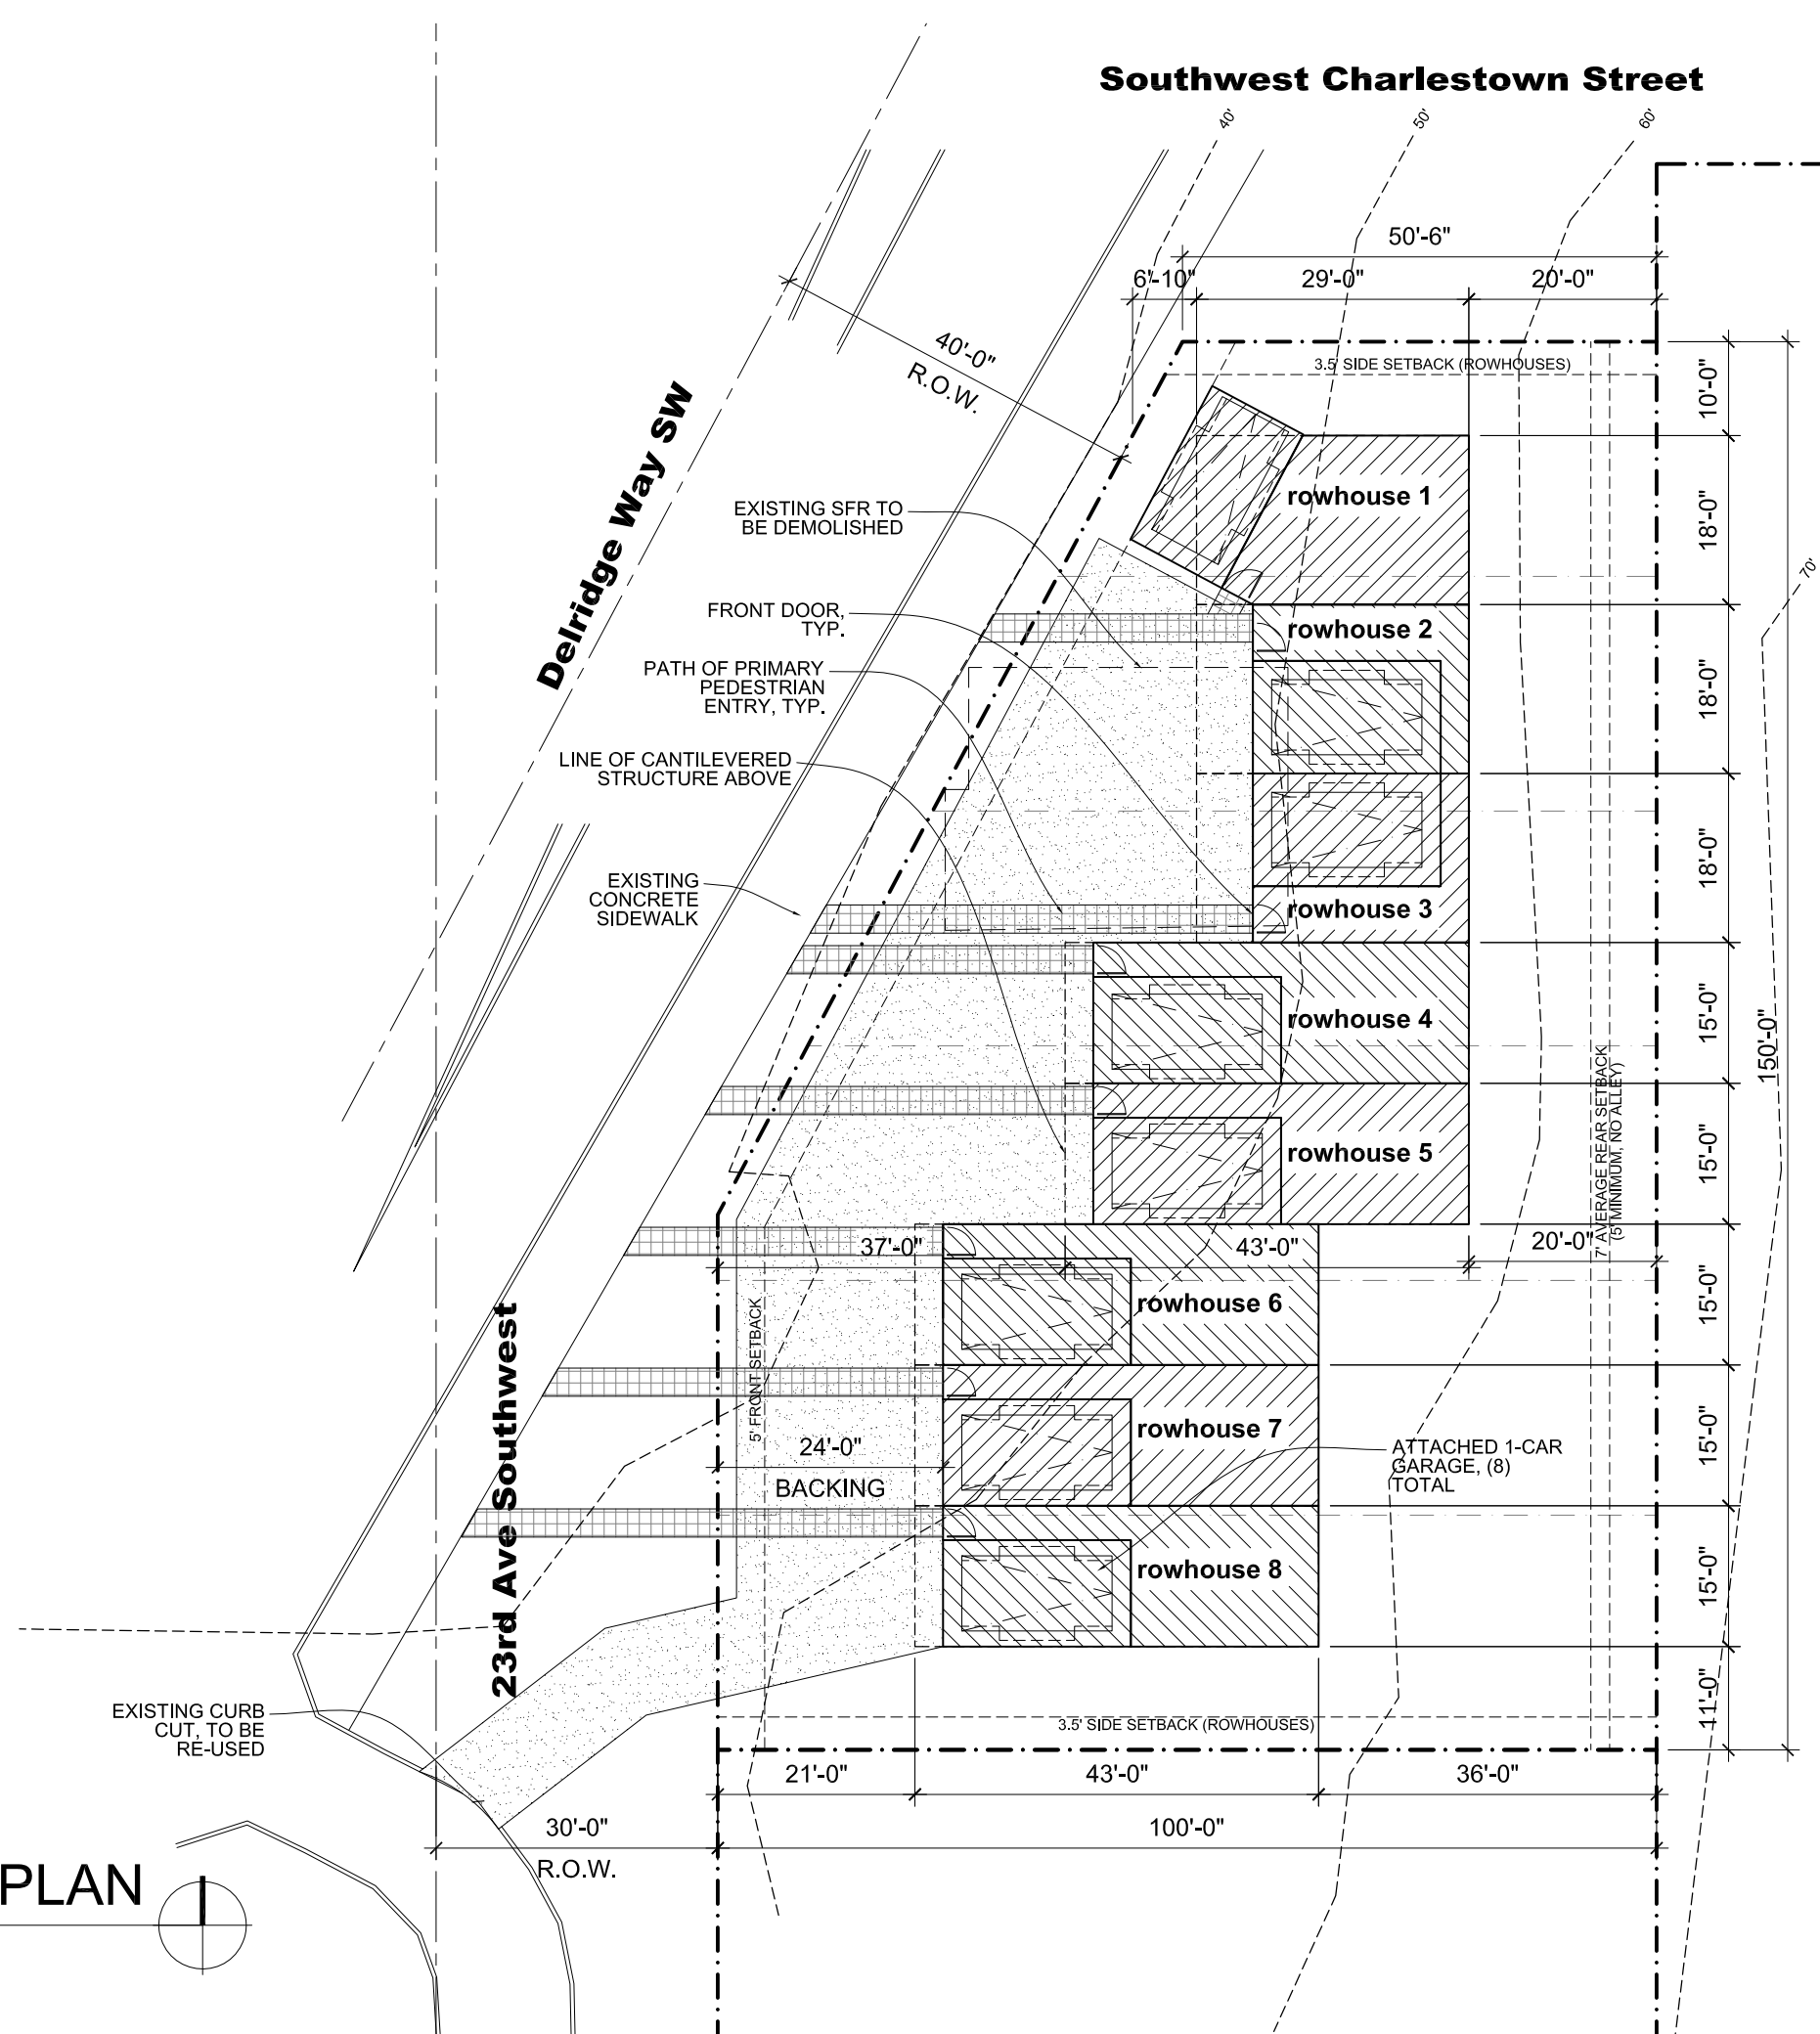 Southwest Charlestown Street
40'
50'
60'
50'-6"
6'-10"
29'-0"
20'-0"
40'-0"
R.O.W.
3.5' SIDE SETBACK (ROWHOUSES)
10'-0"
Delridge Way SW
EXISTING SFR TO
BE DEMOLISHED
rowhouse 1
18'-0"
70'
FRONT DOOR,
TYP.
rowhouse 2
PATH OF PRIMARY
PEDESTRIAN
ENTRY, TYP.
18'-0"
LINE OF CANTILEVERED
STRUCTURE ABOVE
18'-0"
EXISTING
CONCRETE
SIDEWALK
rowhouse 3
rowhouse 4
15'-0"
150'-0"
7' AVERAGE REAR SETBACK
(5' MINIMUM, NO ALLEY)
rowhouse 5
15'-0"
37'-0"
43'-0"
20'-0"
rowhouse 6
15'-0"
5' FRONT SETBACK
23rd Ave Southwest
rowhouse 7
15'-0"
24'-0"
BACKING
ATTACHED 1-CAR
GARAGE, (8)
TOTAL
rowhouse 8
15'-0"
EXISTING CURB
CUT, TO BE
RE-USED
3.5' SIDE SETBACK (ROWHOUSES)
11'-0"
21'-0"
43'-0"
36'-0"
30'-0"
R.O.W.
100'-0"
PLAN